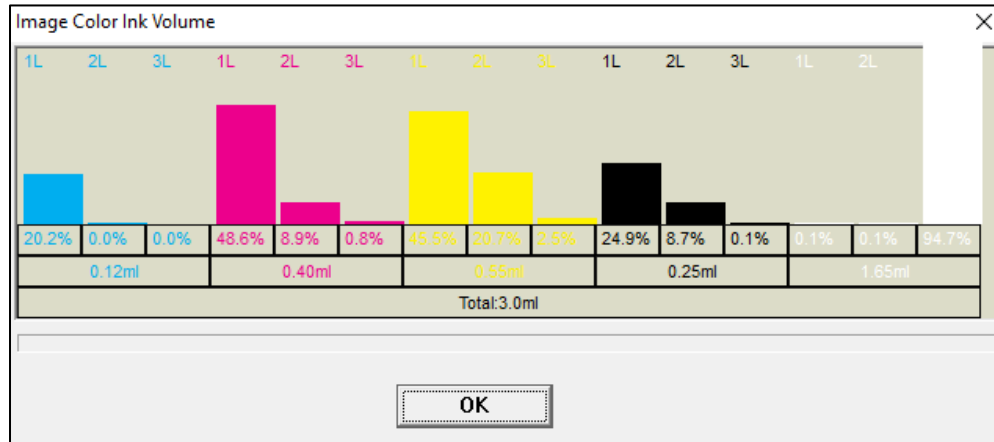 Image Color Ink Volume
1L 2L 3L 1L 2L 3L 1L 2L 3L 1L 2L 3L 1L 2L
20.2% 0.0% 0.0% 48.6% 8.9% 0.8% 45.5% 20.7% 2.5% 24.9% 8.7% 0.1% 0.1% 0.1% 94.7%
0.12ml 0.40ml 0.55ml 0.25ml 1.65ml
Total:3.0ml
OK